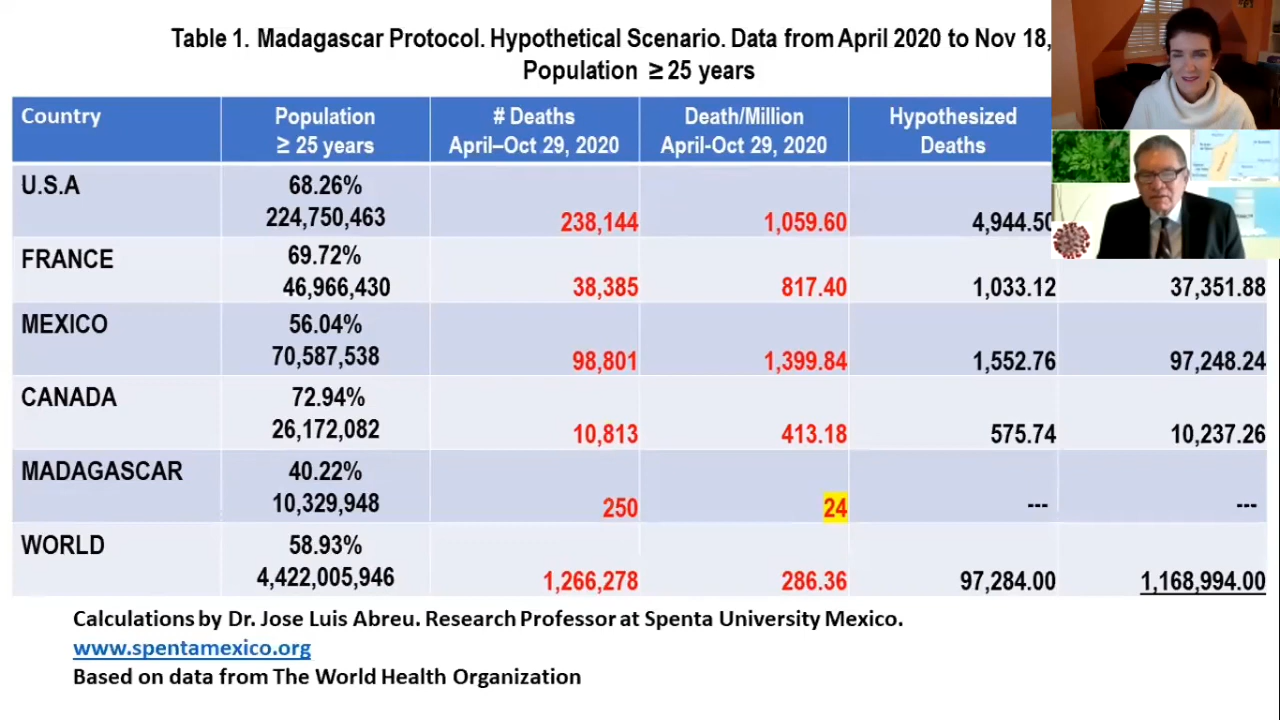 Table 1. Madagascar Protocol. Hypothetical Scenario. Data from April 2020 to Nov 18,
Population ≥ 25 years
Country Population ≥ 25 years # Deaths April–Oct 29, 2020 Death/Million April-Oct 29, 2020 Hypothesized Deaths
U.S.A 68.26% 224,750,463 238,144 1,059.60 4,944.50
FRANCE 69.72% 46,966,430 38,385 817.40 1,033.12 37,351.88
MEXICO 56.04% 70,587,538 98,801 1,399.84 1,552.76 97,248.24
CANADA 72.94% 26,172,082 10,813 413.18 575.74 10,237.26
MADAGASCAR 40.22% 10,329,948 250 24 --- ---
WORLD 58.93% 4,422,005,946 1,266,278 286.36 97,284.00 1,168,994.00
Calculations by Dr. Jose Luis Abreu. Research Professor at Spenta University Mexico.
www.spentamexico.org
Based on data from The World Health Organization